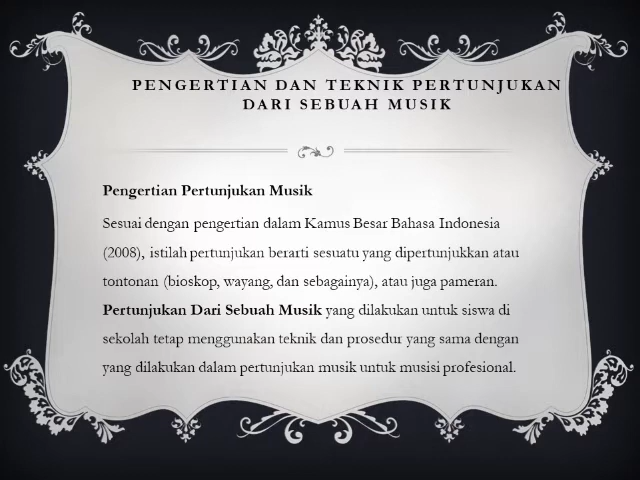 PENGERTIAN DAN TEKNIK PERTUNJUKAN
DARI SEBUAH MUSIK
Pengertian Pertunjukan Musik
Sesuai dengan pengertian dalam Kamus Besar Bahasa Indonesia
(2008), istilah pertunjukan berarti sesuatu yang dipertunjukkan atau
tontonan (bioskop, wayang, dan sebagainya), atau juga pameran.
Pertunjukan Dari Sebuah Musik yang dilakukan untuk siswa di
sekolah tetap menggunakan teknik dan prosedur yang sama dengan
yang dilakukan dalam pertunjukan musik untuk musisi profesional.